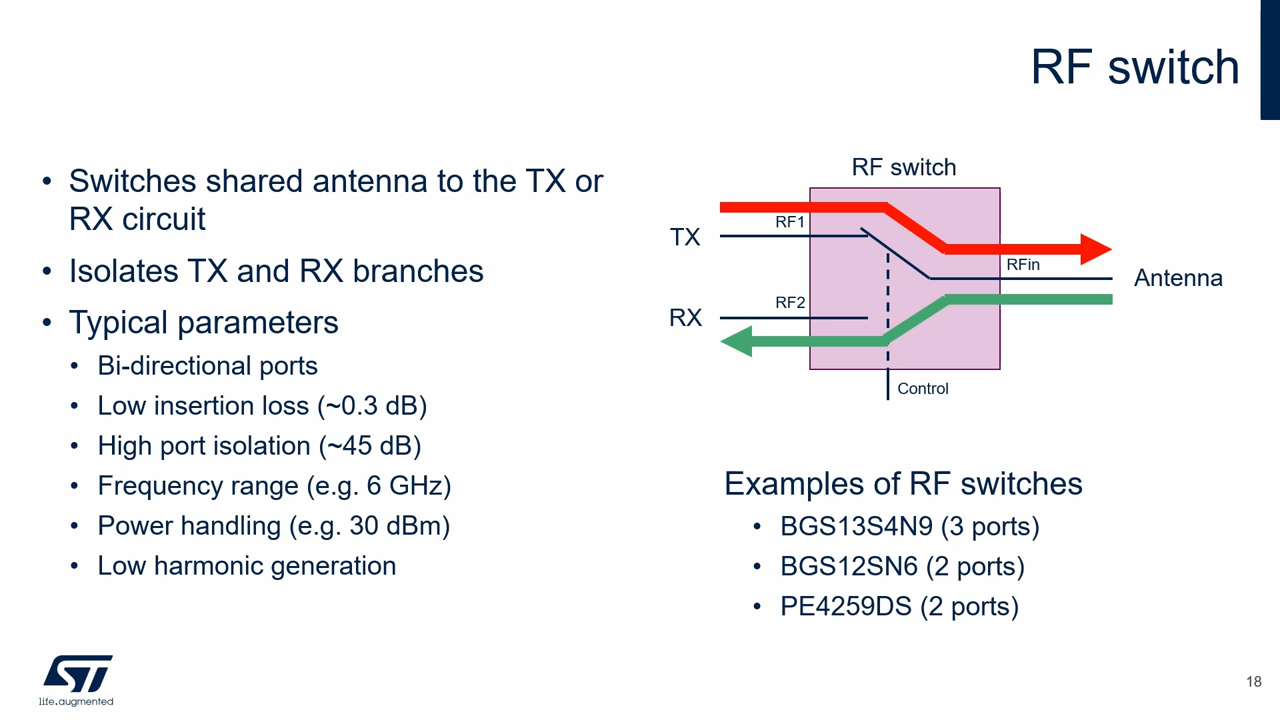 RF switch
• Switches shared antenna to the TX or
RX circuit
• Isolates TX and RX branches
• Typical parameters
• Bi-directional ports
• Low insertion loss (~0.3 dB)
• High port isolation (~45 dB)
• Frequency range (e.g. 6 GHz)
• Power handling (e.g. 30 dBm)
• Low harmonic generation
RF switch
RF1
TX
RFin
Antenna
RF2
RX
Control
Examples of RF switches
• BGS13S4N9 (3 ports)
• BGS12SN6 (2 ports)
• PE4259DS (2 ports)
ST
life.augmented
18